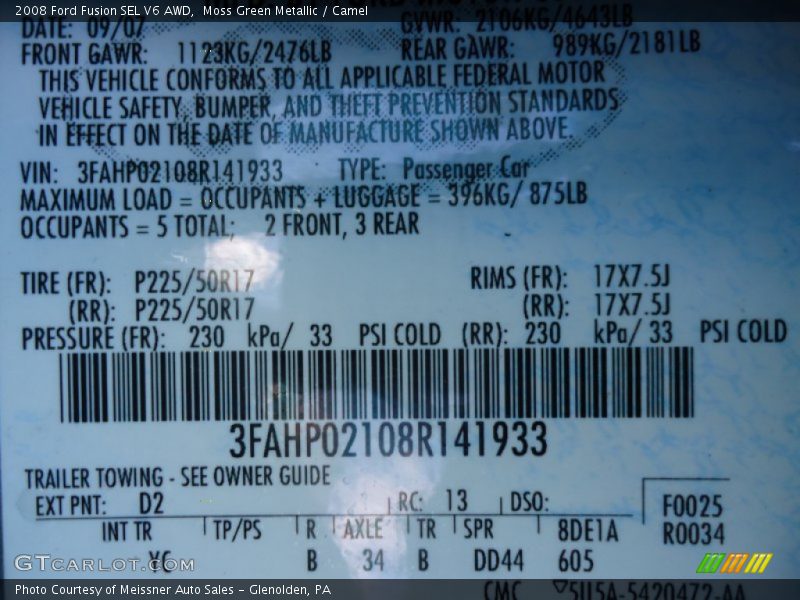 2008 Ford Fusion SEL V6 AWD, Moss Green Metallic / Camel
DATE: 09/07 GVWR: 2106KG/4643LB
FRONT GAWR: 1123KG/2476LB REAR GAWR: 989KG/2181LB
THIS VEHICLE CONFORMS TO ALL APPLICABLE FEDERAL MOTOR
VEHICLE SAFETY, BUMPER, AND THEFT PREVENTION STANDARDS
IN EFFECT ON THE DATE OF MANUFACTURE SHOWN ABOVE.
VIN: 3FAHP02108R141933 TYPE: Passenger Car
MAXIMUM LOAD = OCCUPANTS + LUGGAGE = 396KG/ 875LB
OCCUPANTS = 5 TOTAL; 2 FRONT, 3 REAR
TIRE (FR): P225/50R17 RIMS (FR): 17X7.5J
(RR): P225/50R17 (RR): 17X7.5J
PRESSURE (FR): 230 kPa/ 33 PSI COLD (RR): 230 kPa/ 33 PSI COLD
3FAHP02108R141933
TRAILER TOWING - SEE OWNER GUIDE
EXT PNT: D2 RC: 13 DSO: F0025
INT TR TP/PS R AXLE TR SPR 8DE1A R0034
YC B 34 B DD44 605
GTCarLot.com
CMC 5U5A-5420472-AA
Photo Courtesy of Meissner Auto Sales - Glenolden, PA